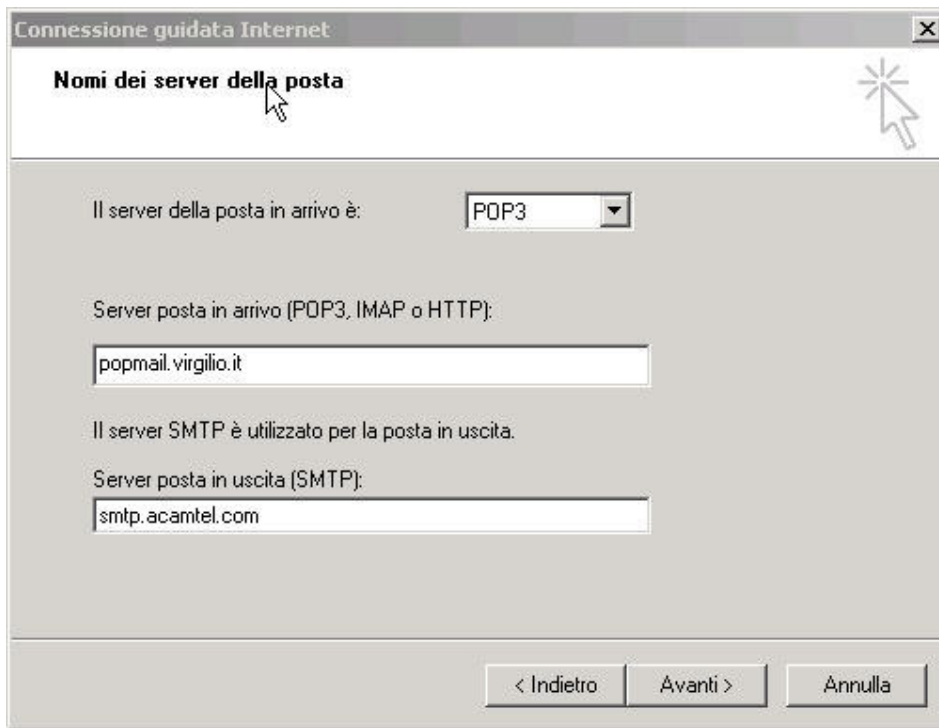 Connessione guidata Internet
Nomi dei server della posta
Il server della posta in arrivo è:
POP3
Server posta in arrivo (POP3, IMAP o HTTP):
popmail.virgilio.it
Il server SMTP è utilizzato per la posta in uscita.
Server posta in uscita (SMTP):
smtp.acamtel.com
< Indietro
Avanti >
Annulla